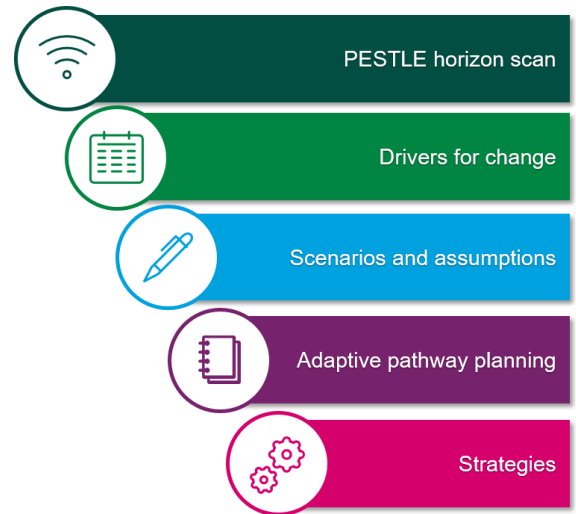 PESTLE horizon scan
Drivers for change
Scenarios and assumptions
Adaptive pathway planning
Strategies